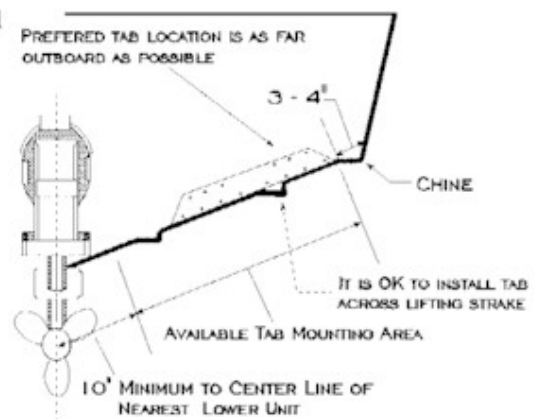 PREFERRED TAB LOCATION IS AS FAR
OUTBOARD AS POSSIBLE
3 - 4"
CHINE
IT IS OK TO INSTALL TAB
ACROSS LIFTING STRAKE
AVAILABLE TAB MOUNTING AREA
10" MINIMUM TO CENTER LINE OF
NEAREST LOWER UNIT